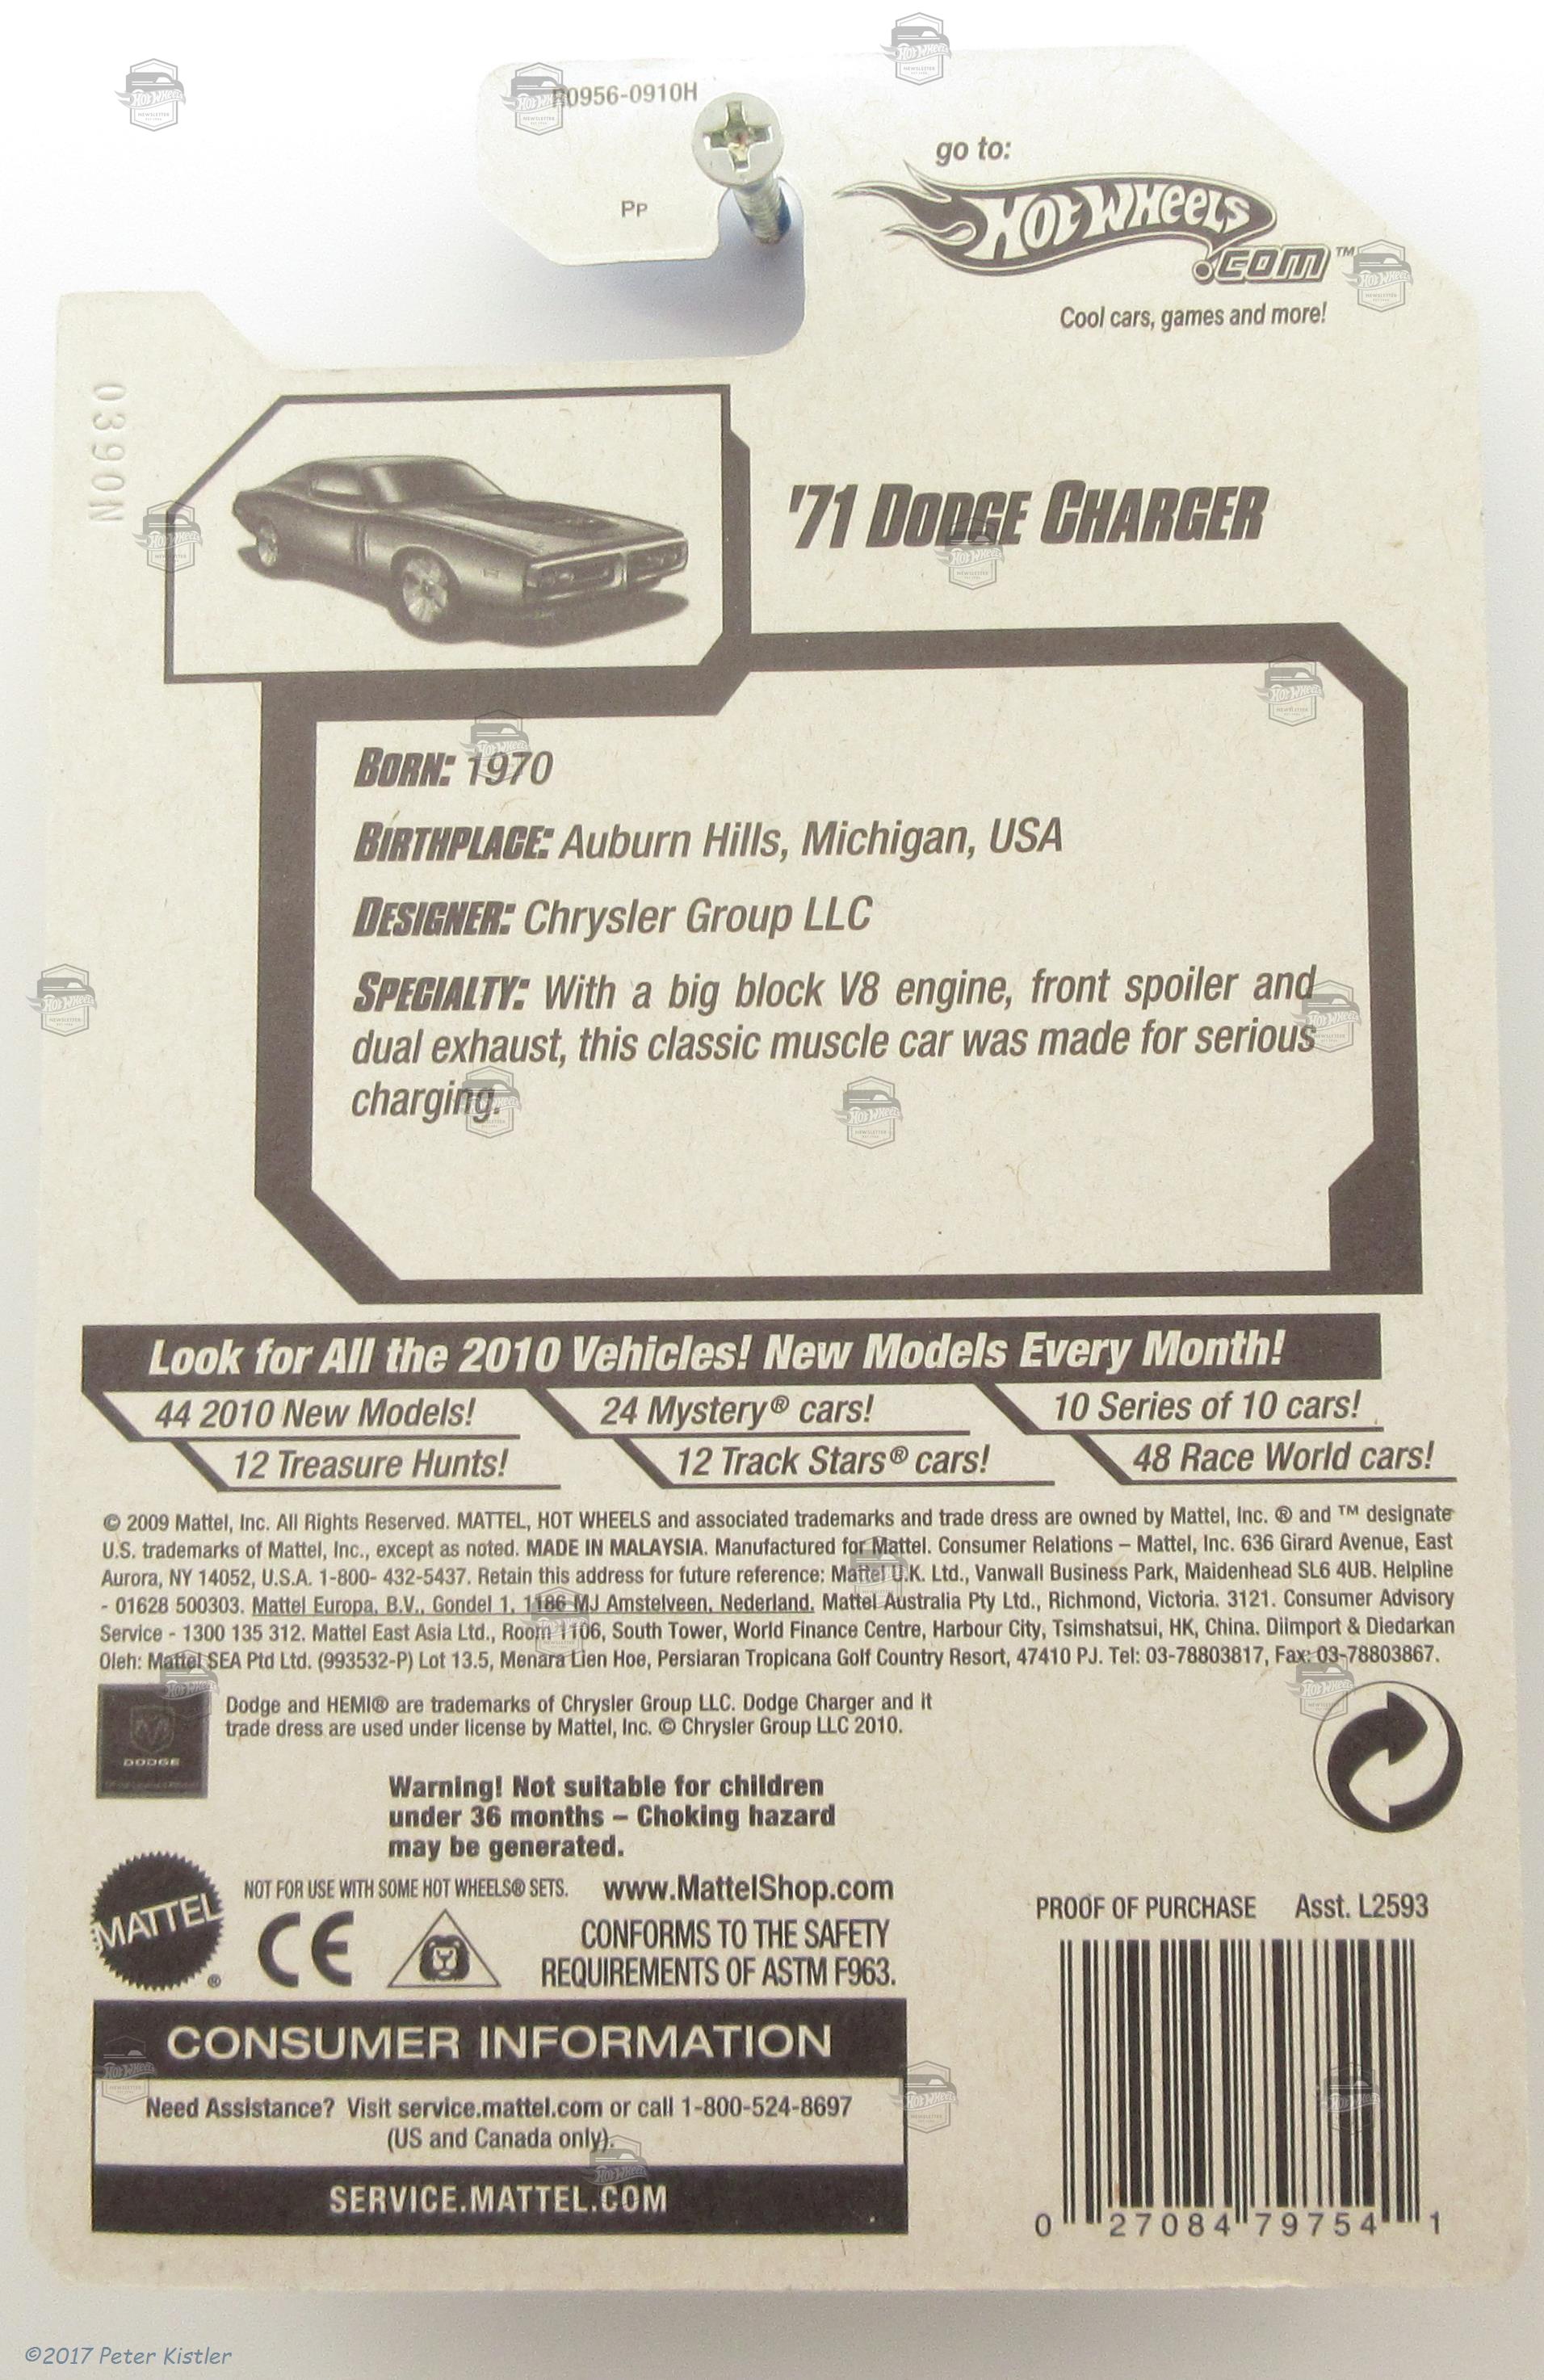 R0956-0910H
PP
go to:
HOT WHEELS
.COM™
Cool cars, games and more!
0390N
'71 DODGE CHARGER
BORN: 1970
BIRTHPLACE: Auburn Hills, Michigan, USA
DESIGNER: Chrysler Group LLC
SPECIALTY: With a big block V8 engine, front spoiler and
dual exhaust, this classic muscle car was made for serious
charging.
Look for All the 2010 Vehicles! New Models Every Month!
44 2010 New Models! 24 Mystery® cars! 10 Series of 10 cars!
12 Treasure Hunts! 12 Track Stars® cars! 48 Race World cars!
© 2009 Mattel, Inc. All Rights Reserved. MATTEL, HOT WHEELS and associated trademarks and trade dress are owned by Mattel, Inc. ® and ™ designate
U.S. trademarks of Mattel, Inc., except as noted. MADE IN MALAYSIA. Manufactured for Mattel. Consumer Relations – Mattel, Inc. 636 Girard Avenue, East
Aurora, NY 14052, U.S.A. 1-800- 432-5437. Retain this address for future reference: Mattel U.K. Ltd., Vanwall Business Park, Maidenhead SL6 4UB. Helpline
- 01628 500303. Mattel Europa, B.V., Gondel 1, 1186 MJ Amstelveen, Nederland. Mattel Australia Pty Ltd., Richmond, Victoria. 3121. Consumer Advisory
Service - 1300 135 312. Mattel East Asia Ltd., Room 1106, South Tower, World Finance Centre, Harbour City, Tsimshatsui, HK, China. Diimport & Diedarkan
Oleh: Mattel SEA Ptd Ltd. (993532-P) Lot 13.5, Menara Lien Hoe, Persiaran Tropicana Golf Country Resort, 47410 PJ. Tel: 03-78803817, Fax: 03-78803867.
DODGE
Dodge and HEMI® are trademarks of Chrysler Group LLC. Dodge Charger and it
trade dress are used under license by Mattel, Inc. © Chrysler Group LLC 2010.
Warning! Not suitable for children
under 36 months – Choking hazard
may be generated.
MATTEL®
NOT FOR USE WITH SOME HOT WHEELS® SETS. www.MattelShop.com
CE
CONFORMS TO THE SAFETY
REQUIREMENTS OF ASTM F963.
PROOF OF PURCHASE Asst. L2593
CONSUMER INFORMATION
Need Assistance? Visit service.mattel.com or call 1-800-524-8697
(US and Canada only).
SERVICE.MATTEL.COM
0 27084 79754 1
©2017 Peter Kistler